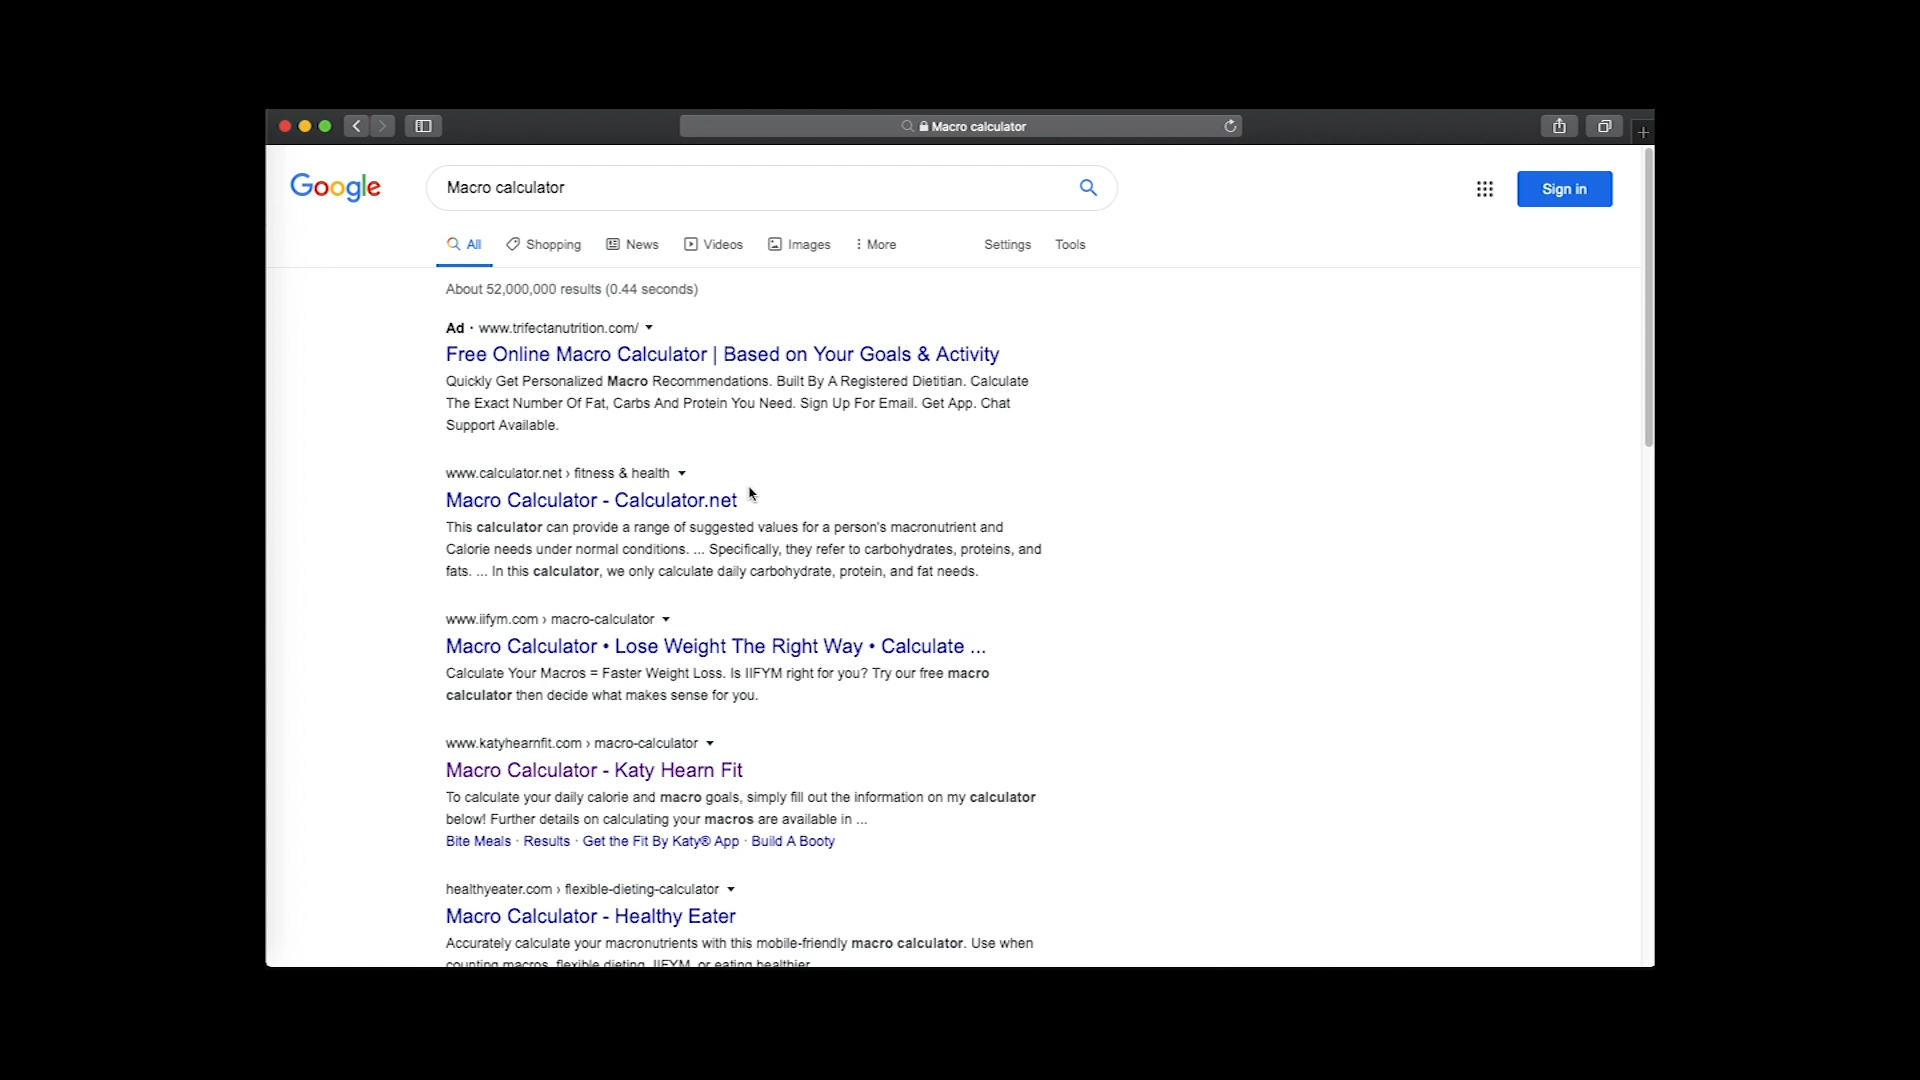 Macro calculator
Google
Macro calculator
Sign in
All Shopping News Videos Images More Settings Tools
About 52,000,000 results (0.44 seconds)
Ad · www.trifectanutrition.com/
Free Online Macro Calculator | Based on Your Goals & Activity
Quickly Get Personalized Macro Recommendations. Built By A Registered Dietitian. Calculate
The Exact Number Of Fat, Carbs And Protein You Need. Sign Up For Email. Get App. Chat
Support Available.
www.calculator.net › fitness & health
Macro Calculator - Calculator.net
This calculator can provide a range of suggested values for a person's macronutrient and
Calorie needs under normal conditions. ... Specifically, they refer to carbohydrates, proteins, and
fats. ... In this calculator, we only calculate daily carbohydrate, protein, and fat needs.
www.iifym.com › macro-calculator
Macro Calculator • Lose Weight The Right Way • Calculate ...
Calculate Your Macros = Faster Weight Loss. Is IIFYM right for you? Try our free macro
calculator then decide what makes sense for you.
www.katyhearnfit.com › macro-calculator
Macro Calculator - Katy Hearn Fit
To calculate your daily calorie and macro goals, simply fill out the information on my calculator
below! Further details on calculating your macros are available in ...
Bite Meals · Results · Get the Fit By Katy® App · Build A Booty
healthyeater.com › flexible-dieting-calculator
Macro Calculator - Healthy Eater
Accurately calculate your macronutrients with this mobile-friendly macro calculator. Use when
counting macros, flexible dieting, IIFYM, or eating healthier